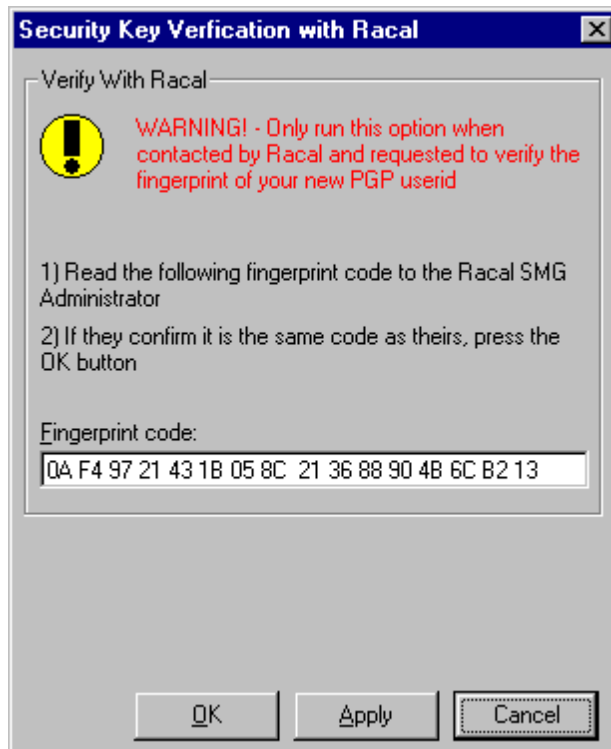 Security Key Verfication with Racal
Verify With Racal
WARNING! - Only run this option when
contacted by Racal and requested to verify the
fingerprint of your new PGP userid
1) Read the following fingerprint code to the Racal SMG
Administrator
2) If they confirm it is the same code as theirs, press the
OK button
Fingerprint code:
0A F4 97 21 43 1B 05 8C  21 36 88 90 4B 6C B2 13
OK Apply Cancel